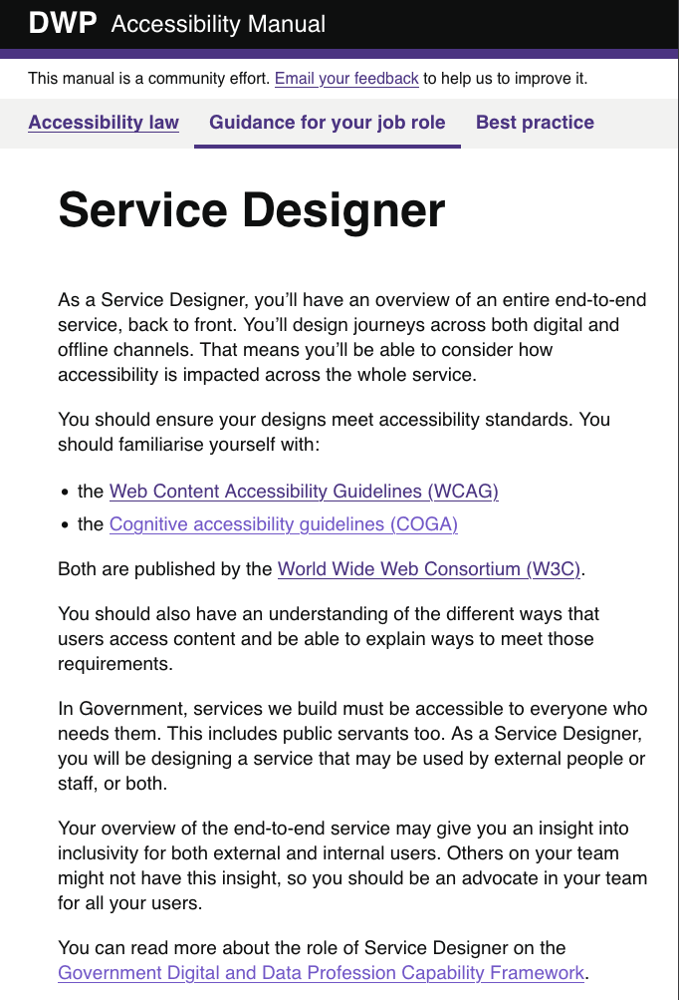 DWP Accessibility Manual
This manual is a community effort. Email your feedback to help us to improve it.
Accessibility law Guidance for your job role Best practice
Service Designer
As a Service Designer, you’ll have an overview of an entire end-to-end
service, back to front. You’ll design journeys across both digital and
offline channels. That means you’ll be able to consider how
accessibility is impacted across the whole service.
You should ensure your designs meet accessibility standards. You
should familiarise yourself with:
• the Web Content Accessibility Guidelines (WCAG)
• the Cognitive accessibility guidelines (COGA)
Both are published by the World Wide Web Consortium (W3C).
You should also have an understanding of the different ways that
users access content and be able to explain ways to meet those
requirements.
In Government, services we build must be accessible to everyone who
needs them. This includes public servants too. As a Service Designer,
you will be designing a service that may be used by external people or
staff, or both.
Your overview of the end-to-end service may give you an insight into
inclusivity for both external and internal users. Others on your team
might not have this insight, so you should be an advocate in your team
for all your users.
You can read more about the role of Service Designer on the
Government Digital and Data Profession Capability Framework.